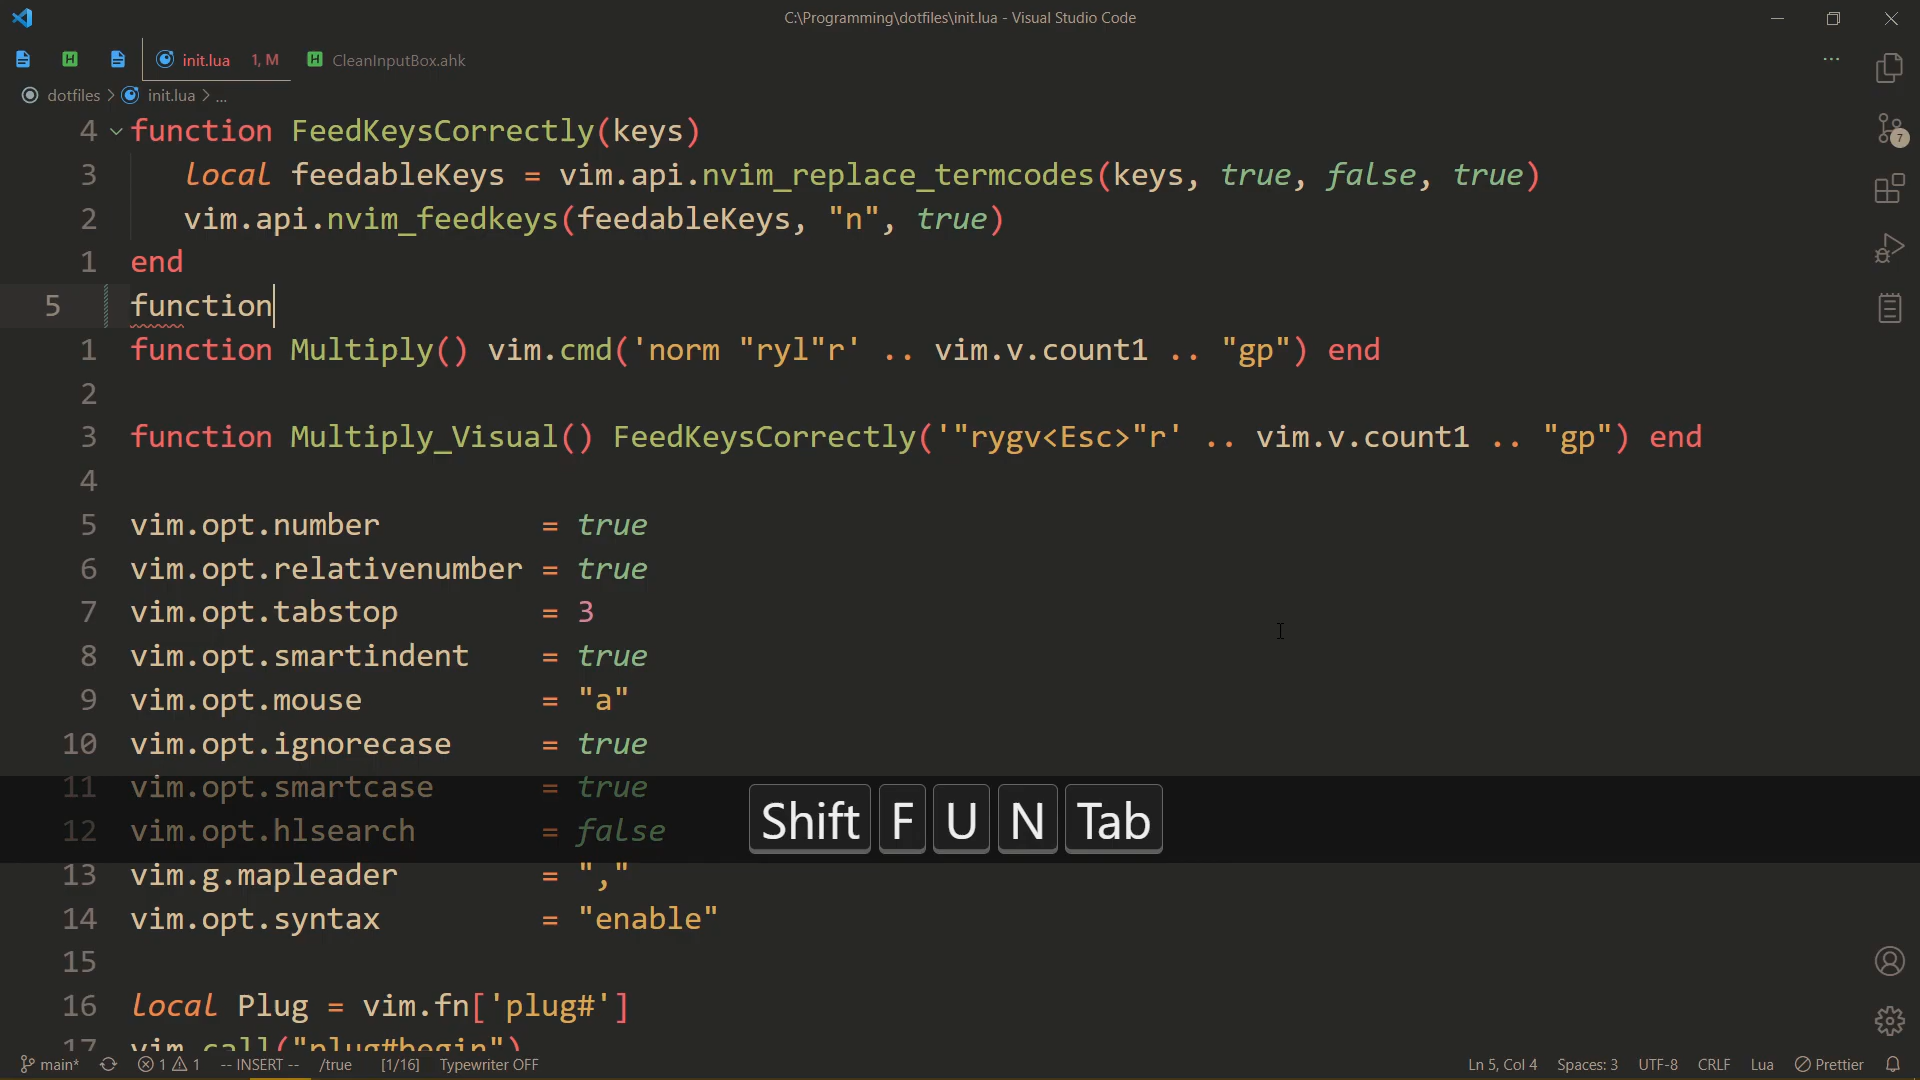 C:\Programming\dotfiles\init.lua - Visual Studio Code
H init.lua 1, M H CleanInputBox.ahk ...
dotfiles > init.lua > ...
4 function FeedKeysCorrectly(keys)
3 local feedableKeys = vim.api.nvim_replace_termcodes(keys, true, false, true)
2 vim.api.nvim_feedkeys(feedableKeys, "n", true)
1 end
5 function
1 function Multiply() vim.cmd('norm "ryl"r' .. vim.v.count1 .. "gp") end
2
3 function Multiply_Visual() FeedKeysCorrectly('"rygv<Esc>"r' .. vim.v.count1 .. "gp") end
4
5 vim.opt.number = true
6 vim.opt.relativenumber = true
7 vim.opt.tabstop = 3
8 vim.opt.smartindent = true
9 vim.opt.mouse = "a"
10 vim.opt.ignorecase = true
11 vim.opt.smartcase = true
12 vim.opt.hlsearch = false
Shift F U N Tab
13 vim.g.mapleader = ","
14 vim.opt.syntax = "enable"
15
16 local Plug = vim.fn['plug#']
17 vim.call("plug#begin")
main* 1 1 -- INSERT -- /true [1/16] Typewriter OFF Ln 5, Col 4 Spaces: 3 UTF-8 CRLF Lua Prettier
7